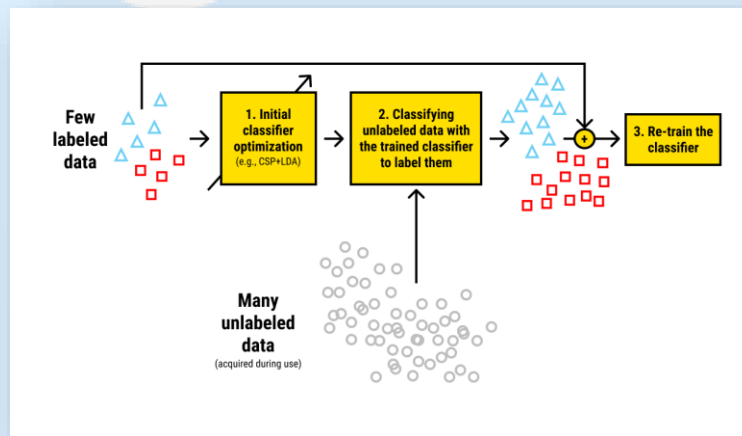 Few
labeled
data
1. Initial
classifier
optimization
(e.g., CSP+LDA)
2. Classifying
unlabeled data with
the trained classifier
to label them
+
3. Re-train the
classifier
Many
unlabeled
data
(acquired during use)